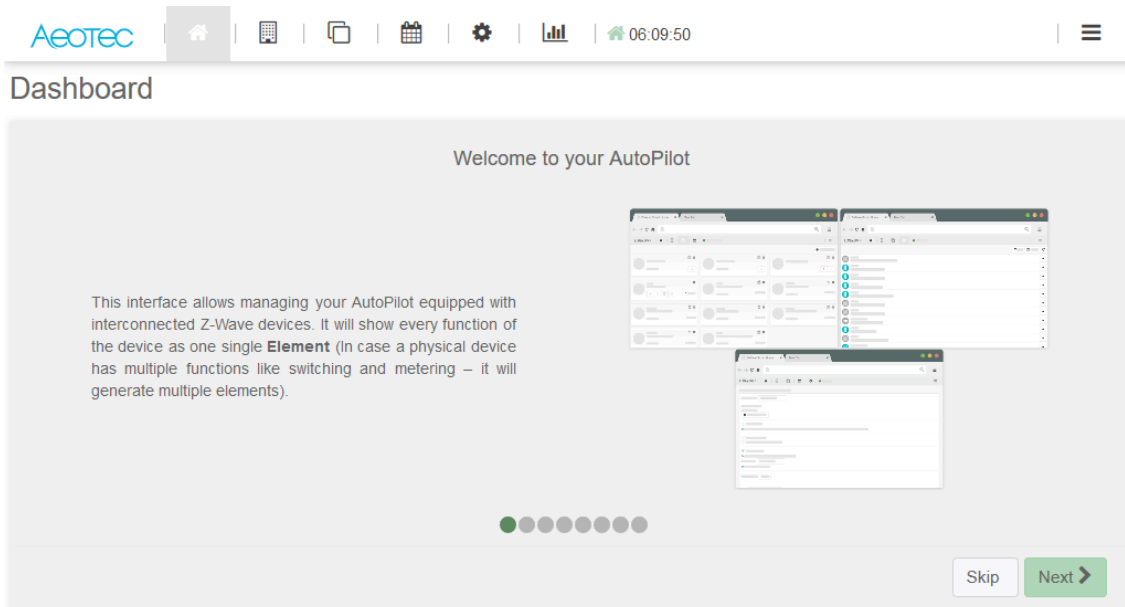 AEOTEC
06:09:50
Dashboard
Welcome to your AutoPilot
This interface allows managing your AutoPilot equipped with
interconnected Z-Wave devices. It will show every function of
the device as one single Element (In case a physical device
has multiple functions like switching and metering – it will
generate multiple elements).
Skip
Next